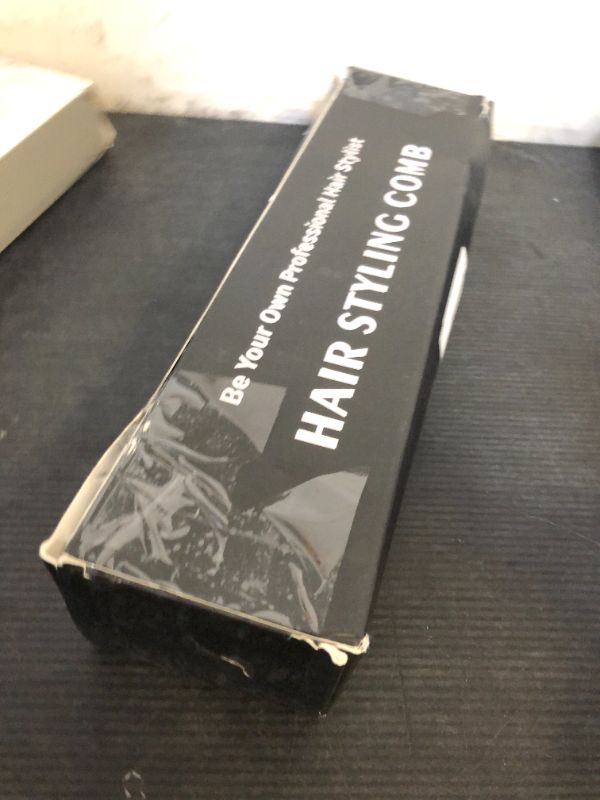 Be Your Own Professional Hair Stylist
HAIR STYLING COMB